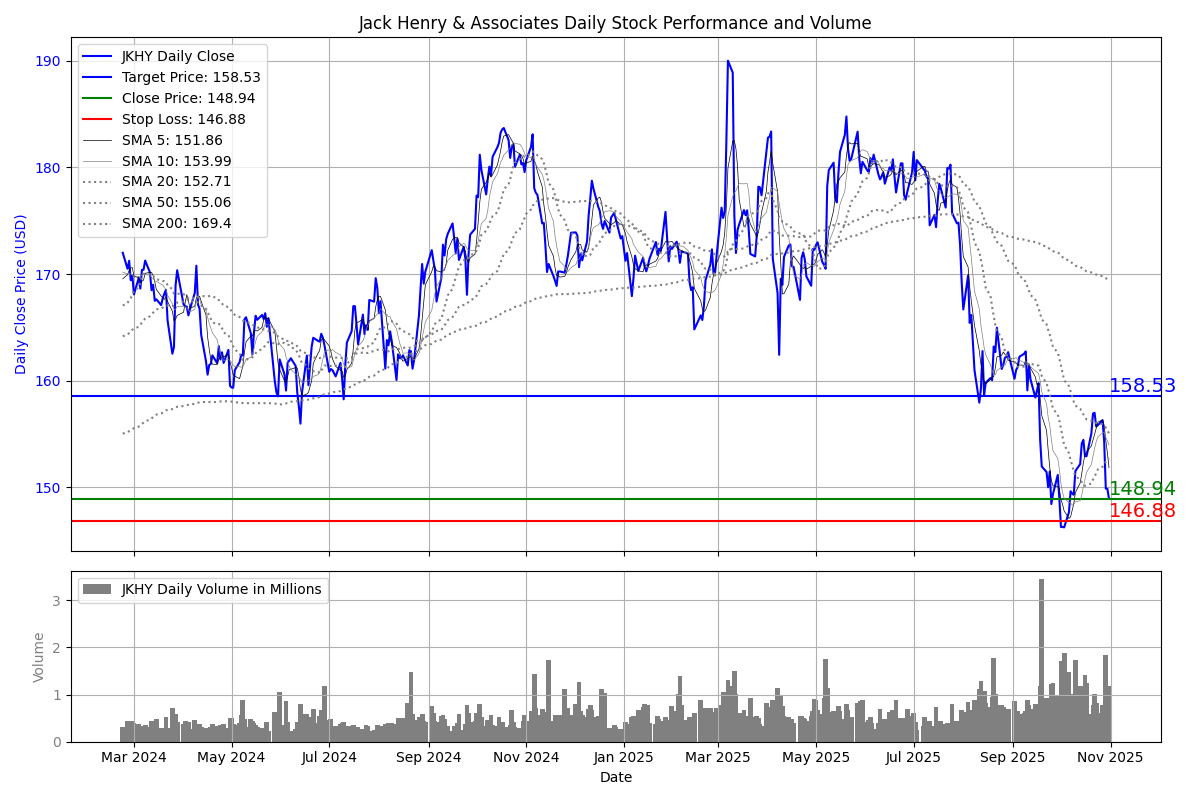 Jack Henry & Associates Daily Stock Performance and Volume
JKHY Daily Close
Target Price: 158.53
Close Price: 148.94
Stop Loss: 146.88
SMA 5: 151.86
SMA 10: 153.99
SMA 20: 152.71
SMA 50: 155.06
SMA 200: 169.4
Daily Close Price (USD)
190
180
170
160
150
158.53
148.94
146.88
JKHY Daily Volume in Millions
Volume
3
2
1
0
Mar 2024 May 2024 Jul 2024 Sep 2024 Nov 2024 Jan 2025 Mar 2025 May 2025 Jul 2025 Sep 2025 Nov 2025
Date